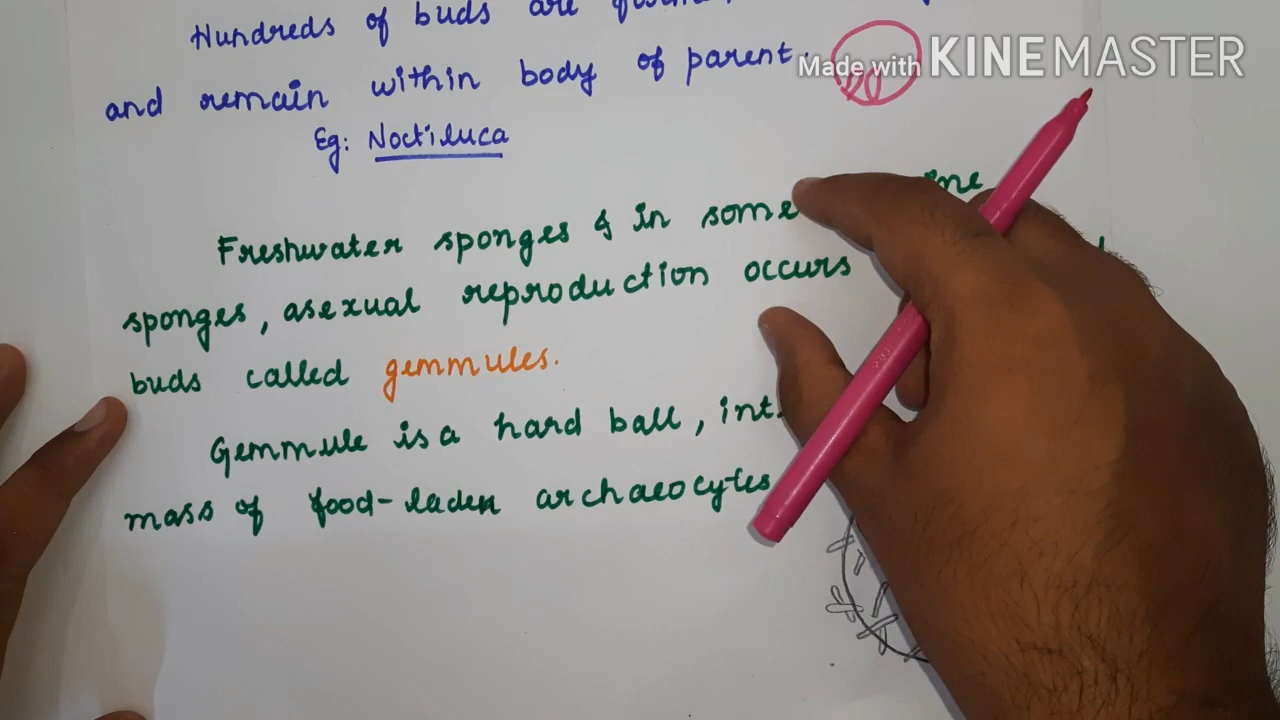 Hundreds of buds are
and remain within body of parent.
Made with KINEMASTER
Eg: Noctiluca
Freshwater sponges & in some
sponges, asexual reproduction occurs
buds called gemmules.
Gemmule is a hard ball,
mass of food-laden archaeocytes